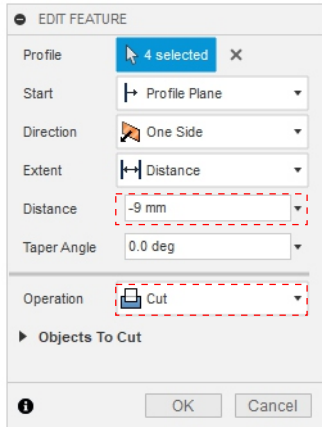 EDIT FEATURE
Profile 4 selected
Start Profile Plane
Direction One Side
Extent Distance
Distance -9 mm
Taper Angle 0.0 deg
Operation Cut
Objects To Cut
OK Cancel